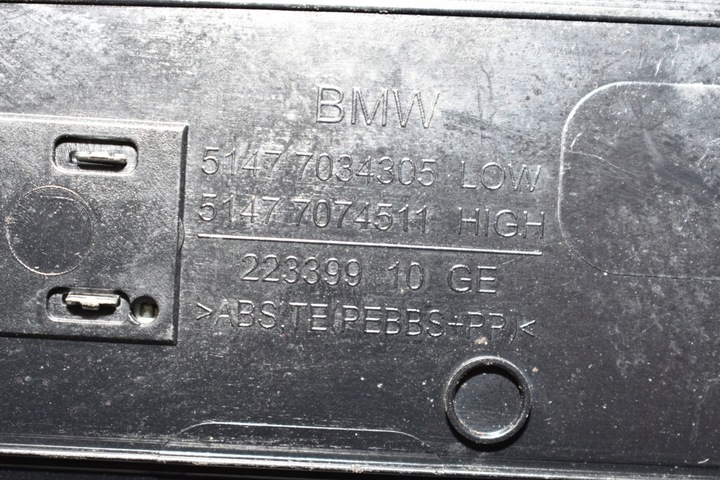 BMW
5147 7034305 LOW
5147 7074511 HIGH
223399 10 GE
>ABS;TE(PEBBS+PP)<